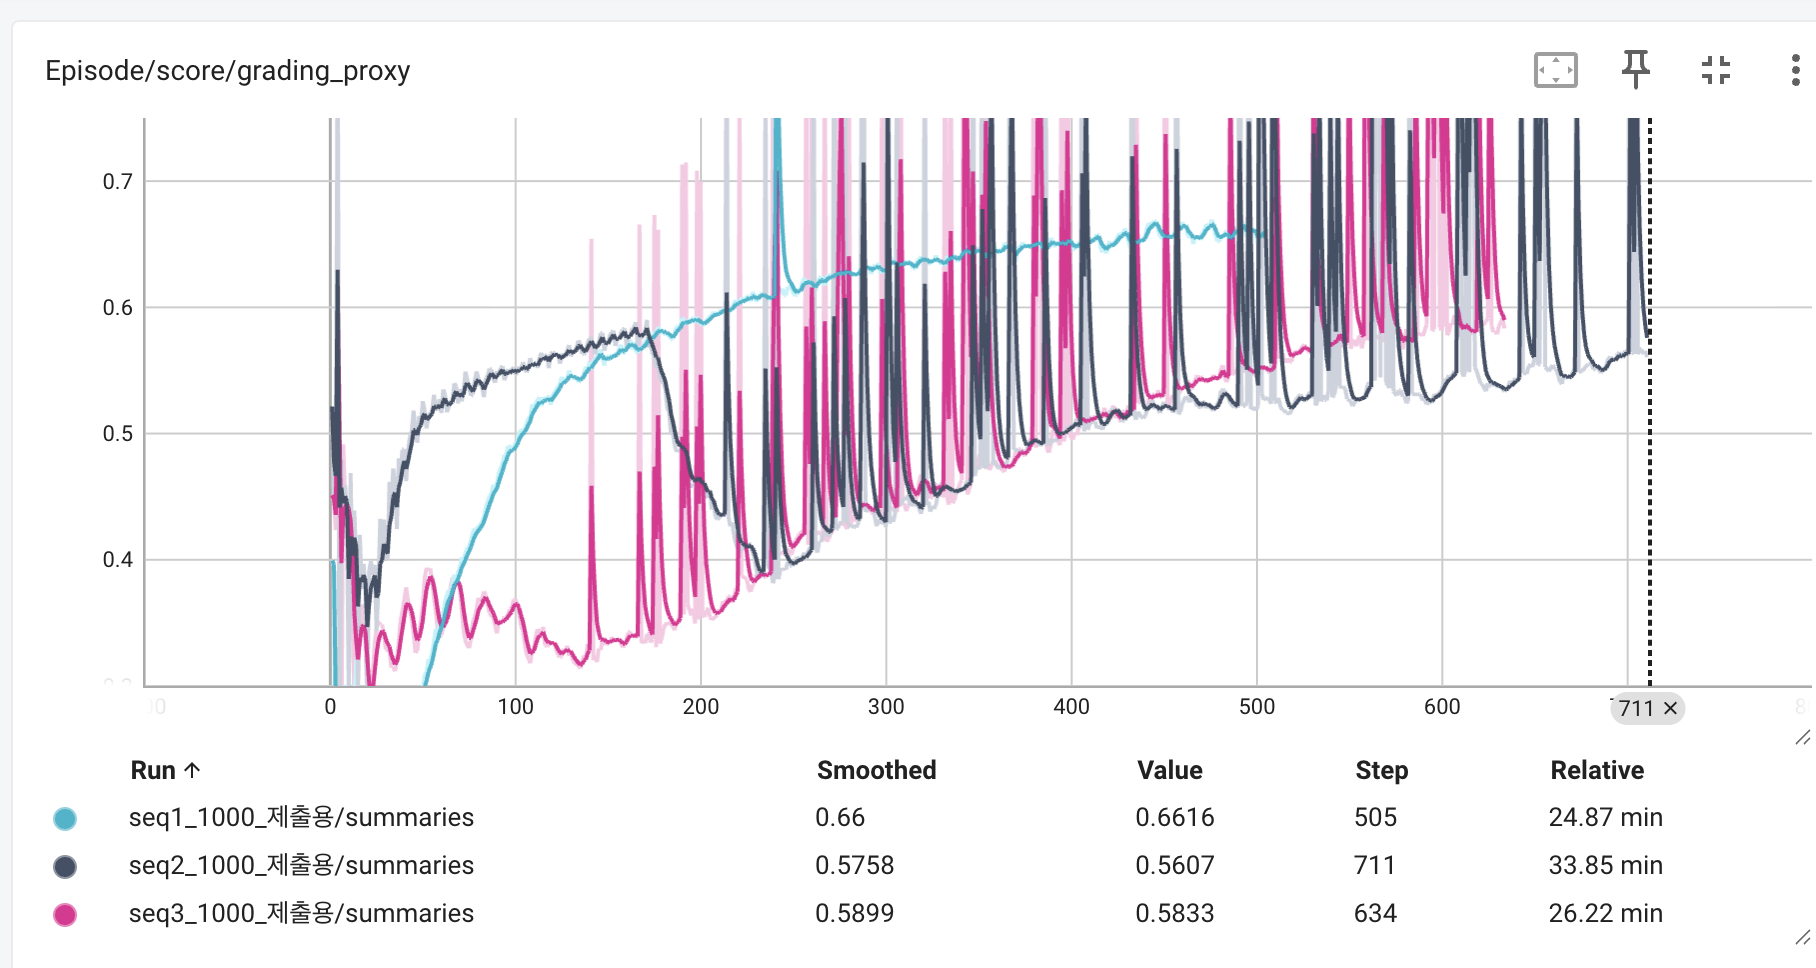 Episode/score/grading_proxy
0.7
0.6
0.5
0.4
0 100 200 300 400 500 600 711 ×
Run ↑ Smoothed Value Step Relative
seq1_1000_제출용/summaries 0.66 0.6616 505 24.87 min
seq2_1000_제출용/summaries 0.5758 0.5607 711 33.85 min
seq3_1000_제출용/summaries 0.5899 0.5833 634 26.22 min